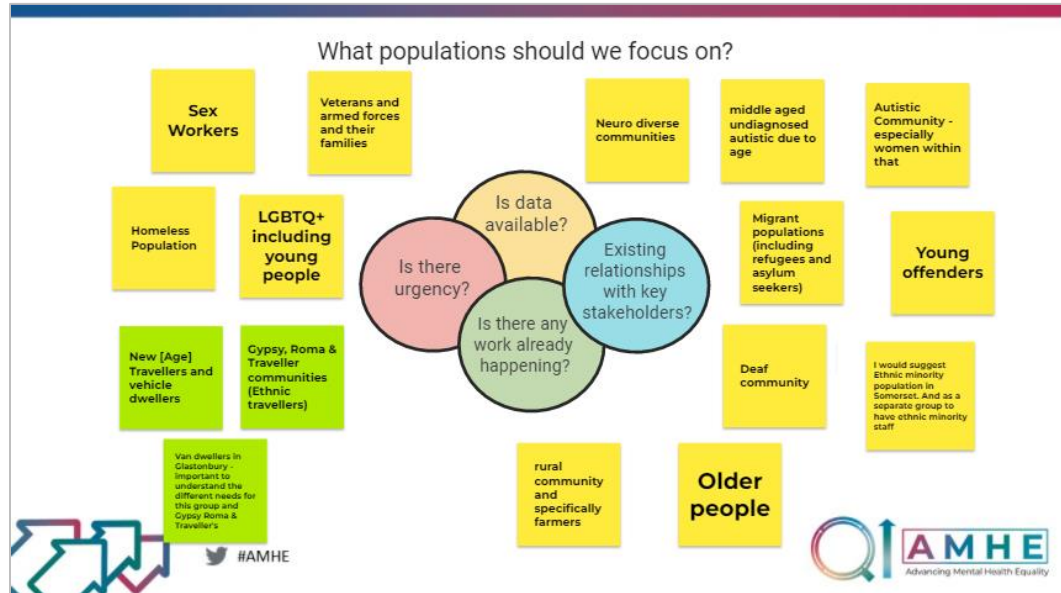 What populations should we focus on?
Sex
Workers
Veterans and
armed forces
and their
families
Neuro diverse
communities
middle aged
undiagnosed
autistic due to
age
Autistic
Community -
especially
women within
that
Homeless
Population
LGBTQ+
including
young
people
Is data
available?
Is there
urgency?
Existing
relationships
with key
stakeholders?
Is there any
work already
happening?
Migrant
populations
(including
refugees and
asylum
seekers)
Young
offenders
New [Age]
Travellers and
vehicle
dwellers
Gypsy, Roma &
Traveller
communities
(Ethnic
travellers)
Deaf
community
I would suggest
Ethnic minority
population in
Somerset. And as a
separate group to
have ethnic minority
staff
Van dwellers in
Glastonbury -
important to
understand the
different needs for
this group and
Gypsy Roma &
Traveller's
rural
community
and
specifically
farmers
Older
people
#AMHE
QI AMHE
Advancing Mental Health Equality